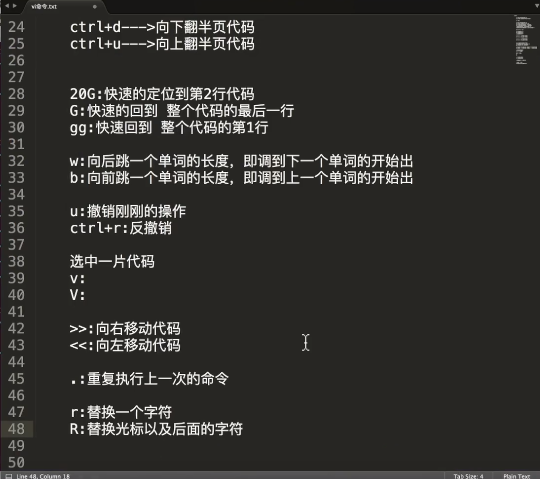 vi命令.txt
24 ctrl+d--->向下翻半页代码
25 ctrl+u--->向上翻半页代码
26
27
28 20G:快速的定位到第2行代码
29 G:快速的回到 整个代码的最后一行
30 gg:快速回到 整个代码的第1行
31
32 w:向后跳一个单词的长度，即调到下一个单词的开始出
33 b:向前跳一个单词的长度，即调到上一个单词的开始出
34
35 u:撤销刚刚的操作
36 ctrl+r:反撤销
37
38 选中一片代码
39 v:
40 V:
41
42 >>:向右移动代码
43 <<:向左移动代码
44
45 .:重复执行上一次的命令
46
47 r:替换一个字符
48 R:替换光标以及后面的字符
49
50
Line 48, Column 18 Tab Size: 4 Plain Text